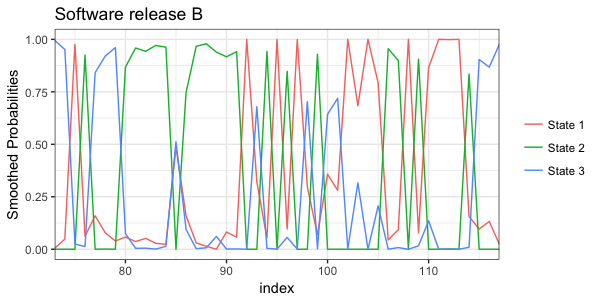 Software release B
Smoothed Probabilities
1.00
0.75
0.50
0.25
0.00
80 90 100 110
index
State 1
State 2
State 3